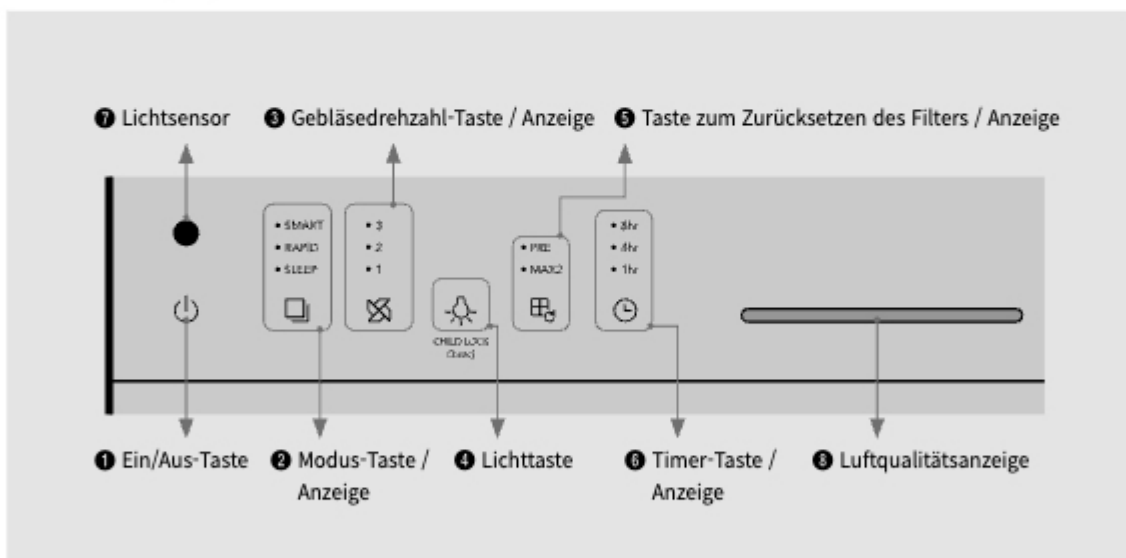 ❼ Lichtsensor
❸ Gebläsedrehzahl-Taste / Anzeige
❺ Taste zum Zurücksetzen des Filters / Anzeige
SMART
RAPID
SLEEP
3
2
1
CHILD LOCK
PRE
MAX2
8hr
4hr
1hr
❶ Ein/Aus-Taste
❷ Modus-Taste /
Anzeige
❹ Lichttaste
❻ Timer-Taste /
Anzeige
❽ Luftqualitätsanzeige